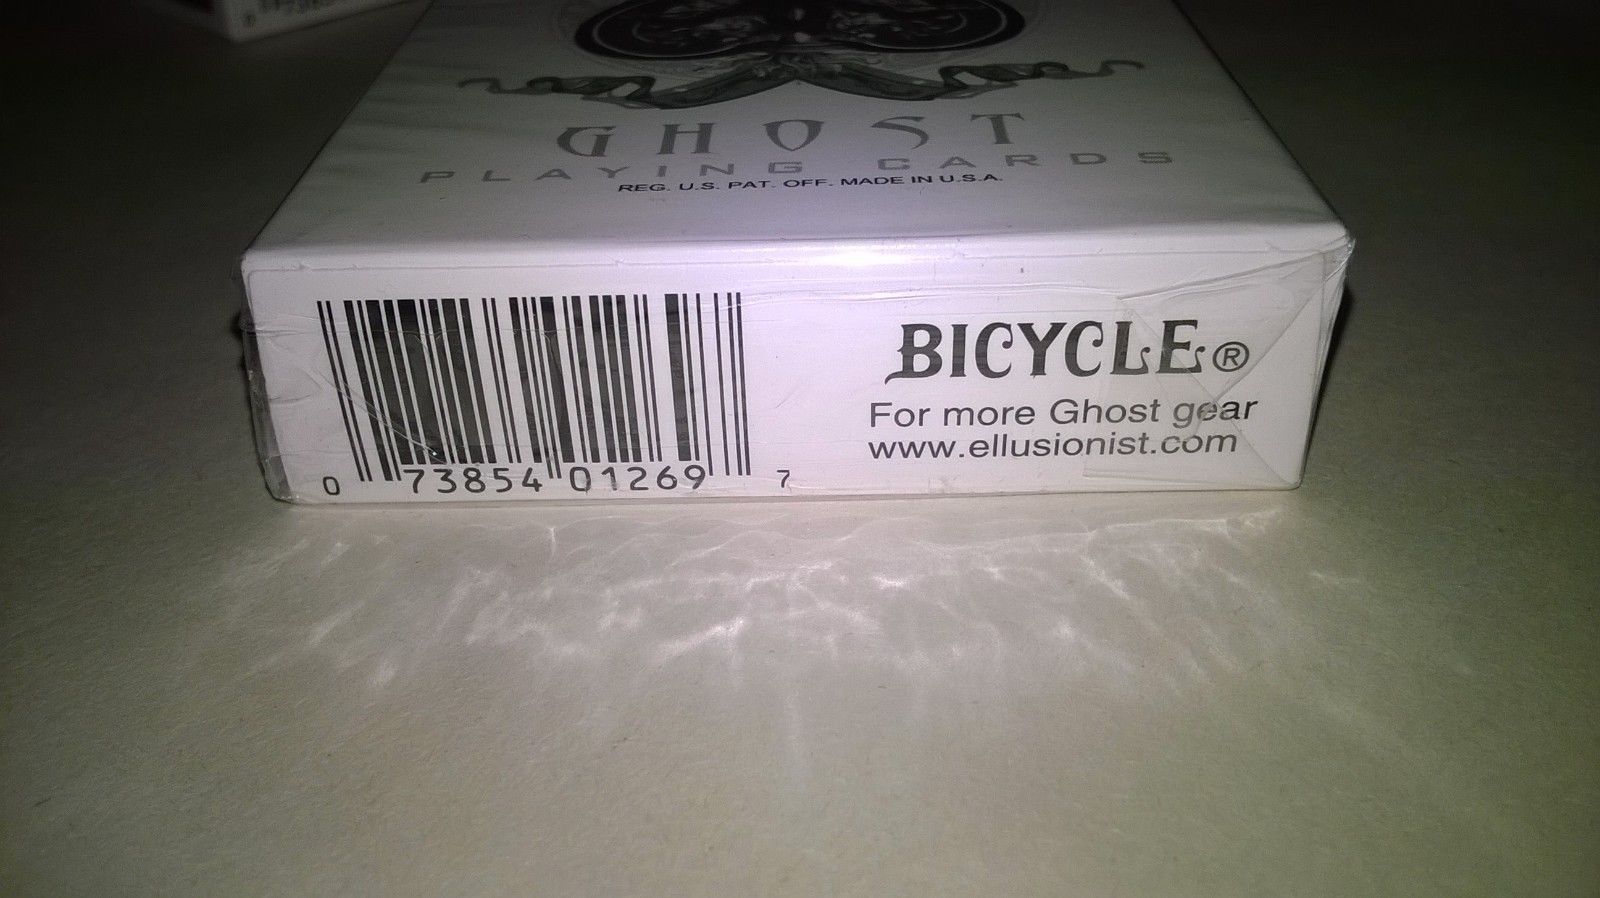 GHOST
PLAYING CARDS
REG. U.S. PAT. OFF. MADE IN U.S.A.
BICYCLE®
For more Ghost gear
www.ellusionist.com
0 73854 01269 7